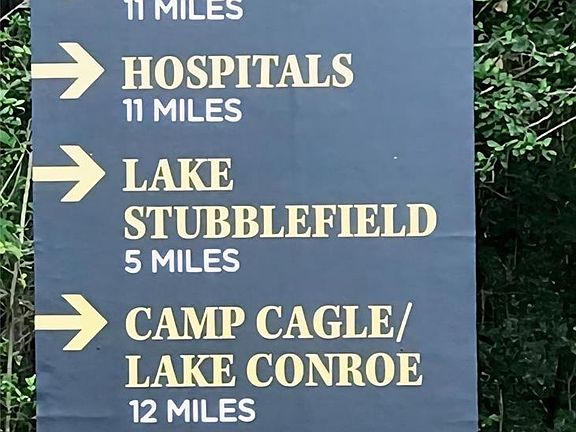 11 MILES
HOSPITALS
11 MILES
LAKE
STUBBLEFIELD
5 MILES
CAMP CAGLE/
LAKE CONROE
12 MILES